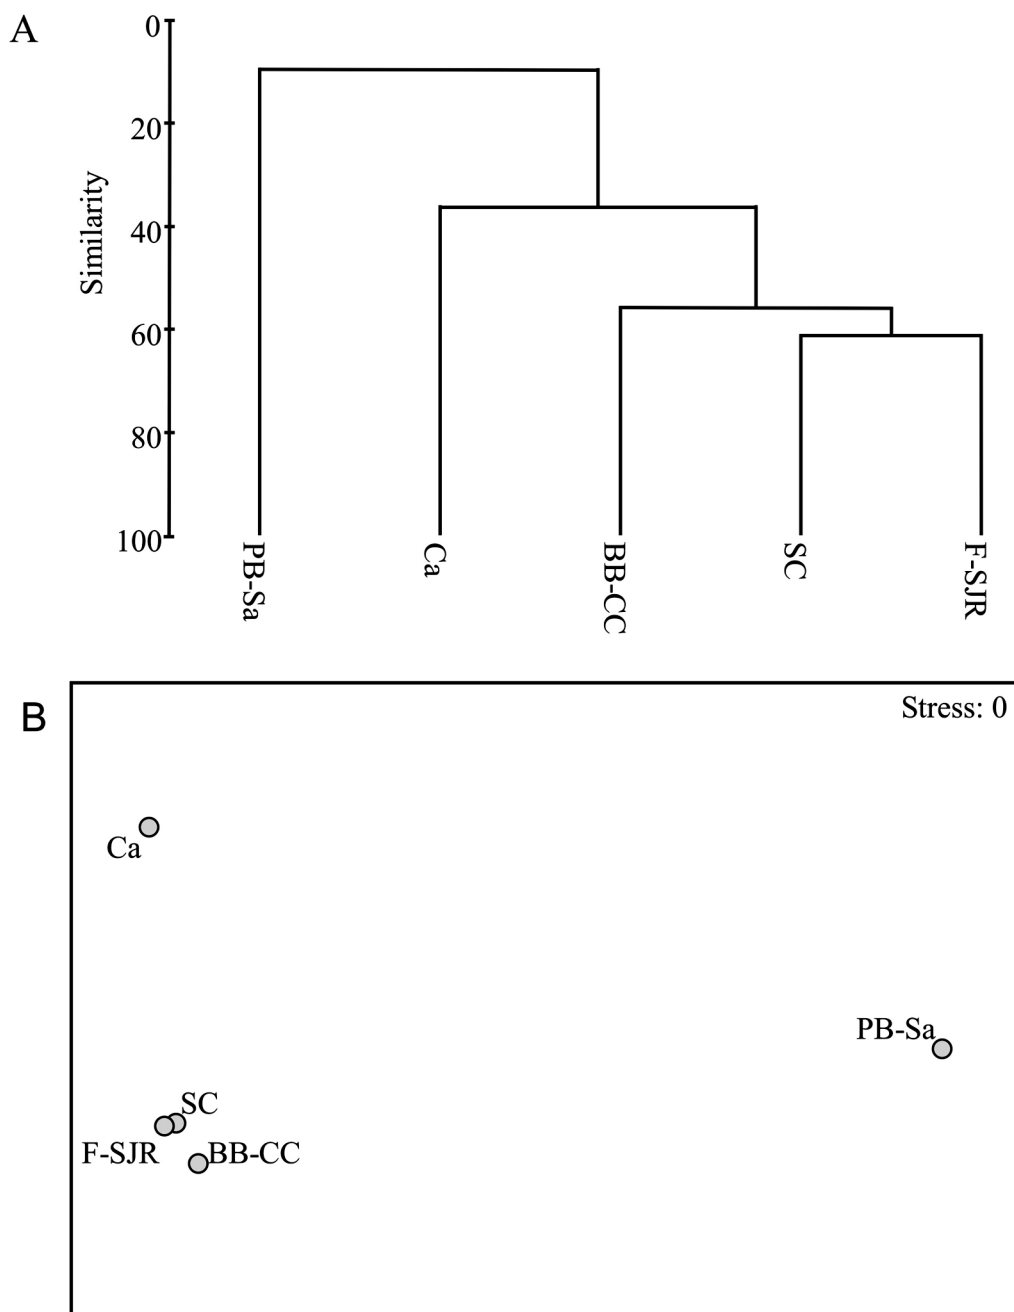 A
0
20
40
60
80
100
Similarity
PB-Sa
Ca
BB-CC
SC
F-SJR
B
Stress: 0
Ca
PB-Sa
SC
F-SJR
BB-CC